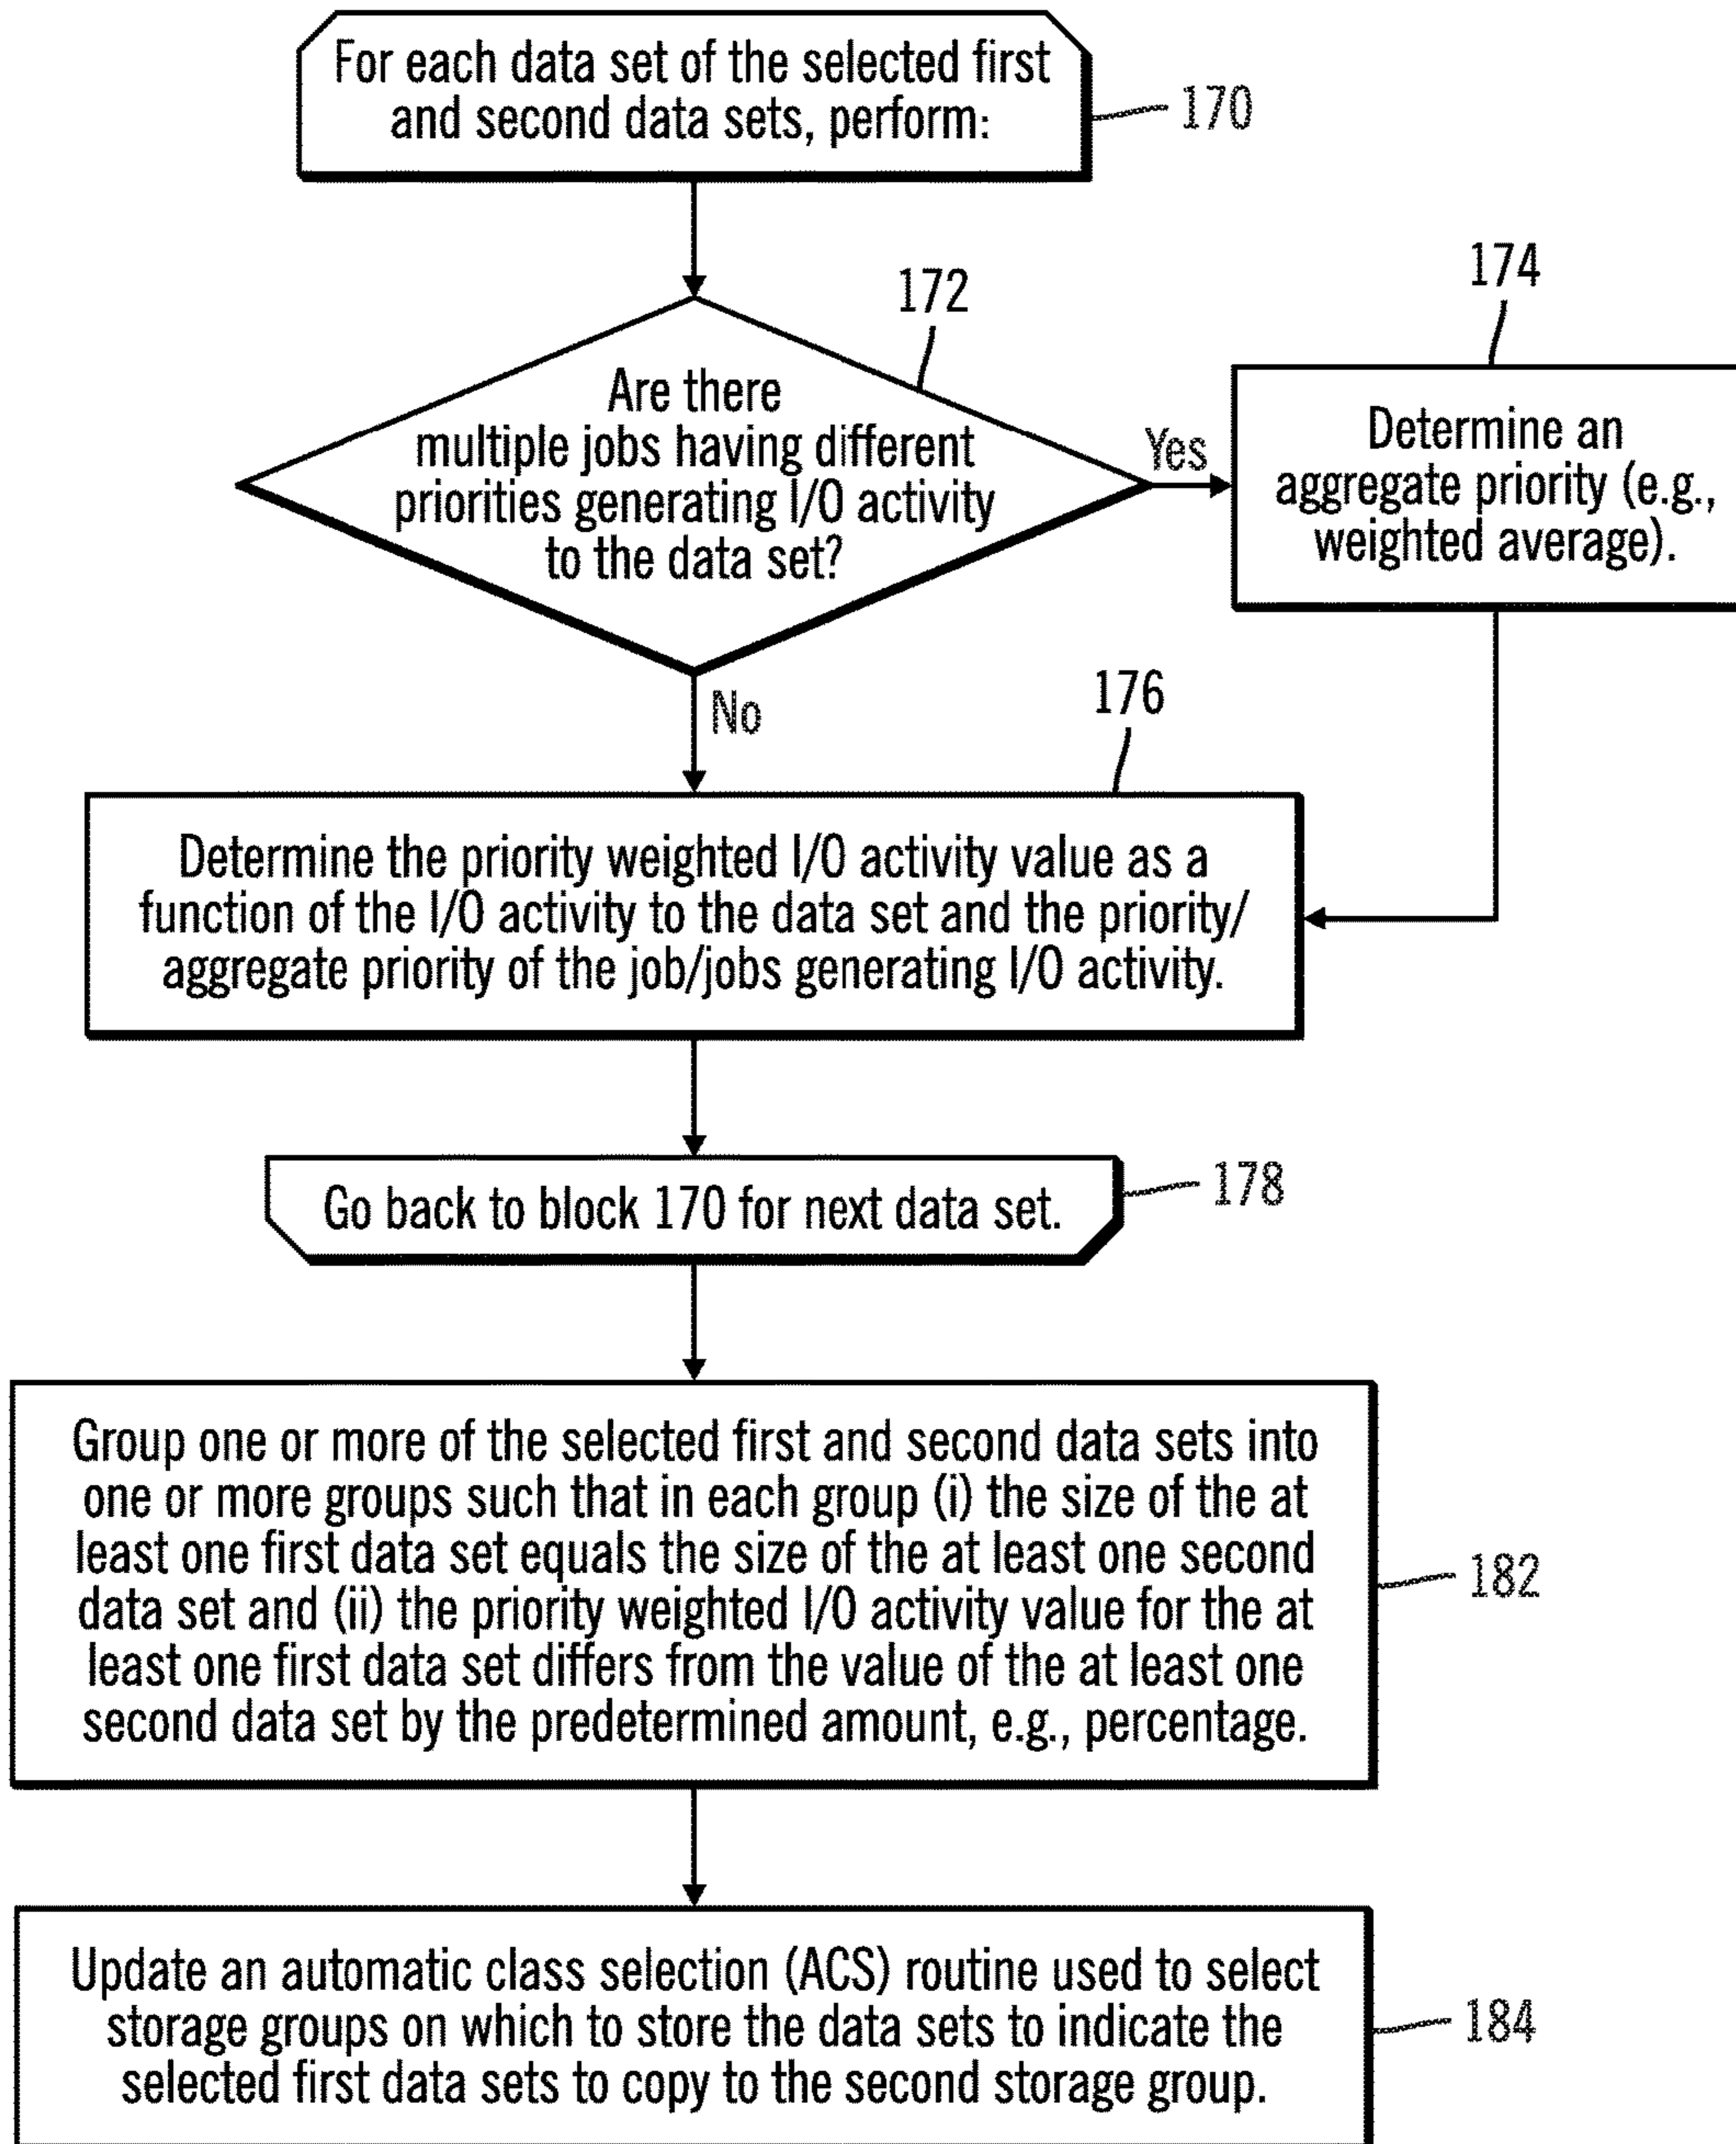 For each data set of the selected first
and second data sets, perform:
170
172
174
Are there
multiple jobs having different
priorities generating I/O activity
to the data set?
Yes
Determine an
aggregate priority (e.g.,
weighted average).
No
176
Determine the priority weighted I/O activity value as a
function of the I/O activity to the data set and the priority/
aggregate priority of the job/jobs generating I/O activity.
Go back to block 170 for next data set.
178
Group one or more of the selected first and second data sets into
one or more groups such that in each group (i) the size of the at
least one first data set equals the size of the at least one second
data set and (ii) the priority weighted I/O activity value for the at
least one first data set differs from the value of the at least one
second data set by the predetermined amount, e.g., percentage.
182
Update an automatic class selection (ACS) routine used to select
storage groups on which to store the data sets to indicate the
selected first data sets to copy to the second storage group.
184